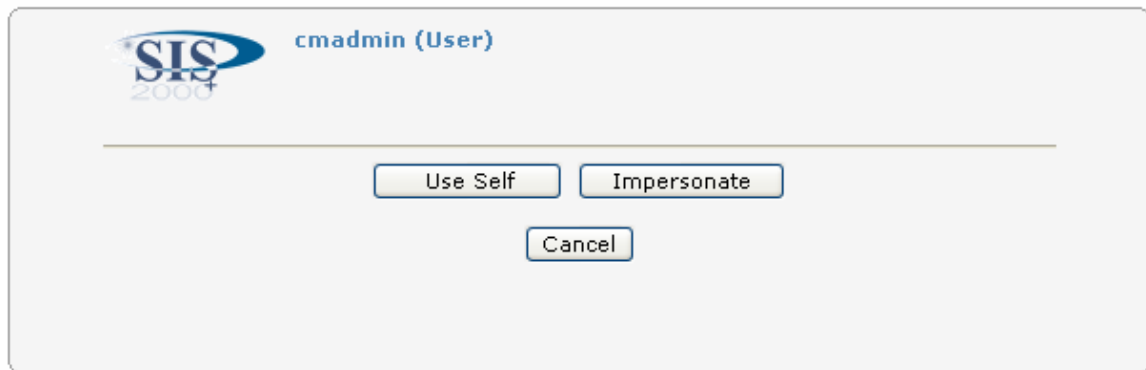 SIS
2000+
cmadmin (User)
Use Self
Impersonate
Cancel